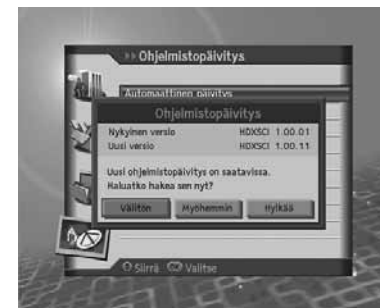 Ohjelmistopäivitys
Automaattinen päivitys
Ohjelmistopäivitys
Nykyinen versio HDXSCI 1.00.01
Uusi versio HDXSCI 1.00.11
Uusi ohjelmistopäivitys on saatavissa.
Haluatko hakea sen nyt?
Välitön Myöhemmin Hylkää
Siirrä Valitse